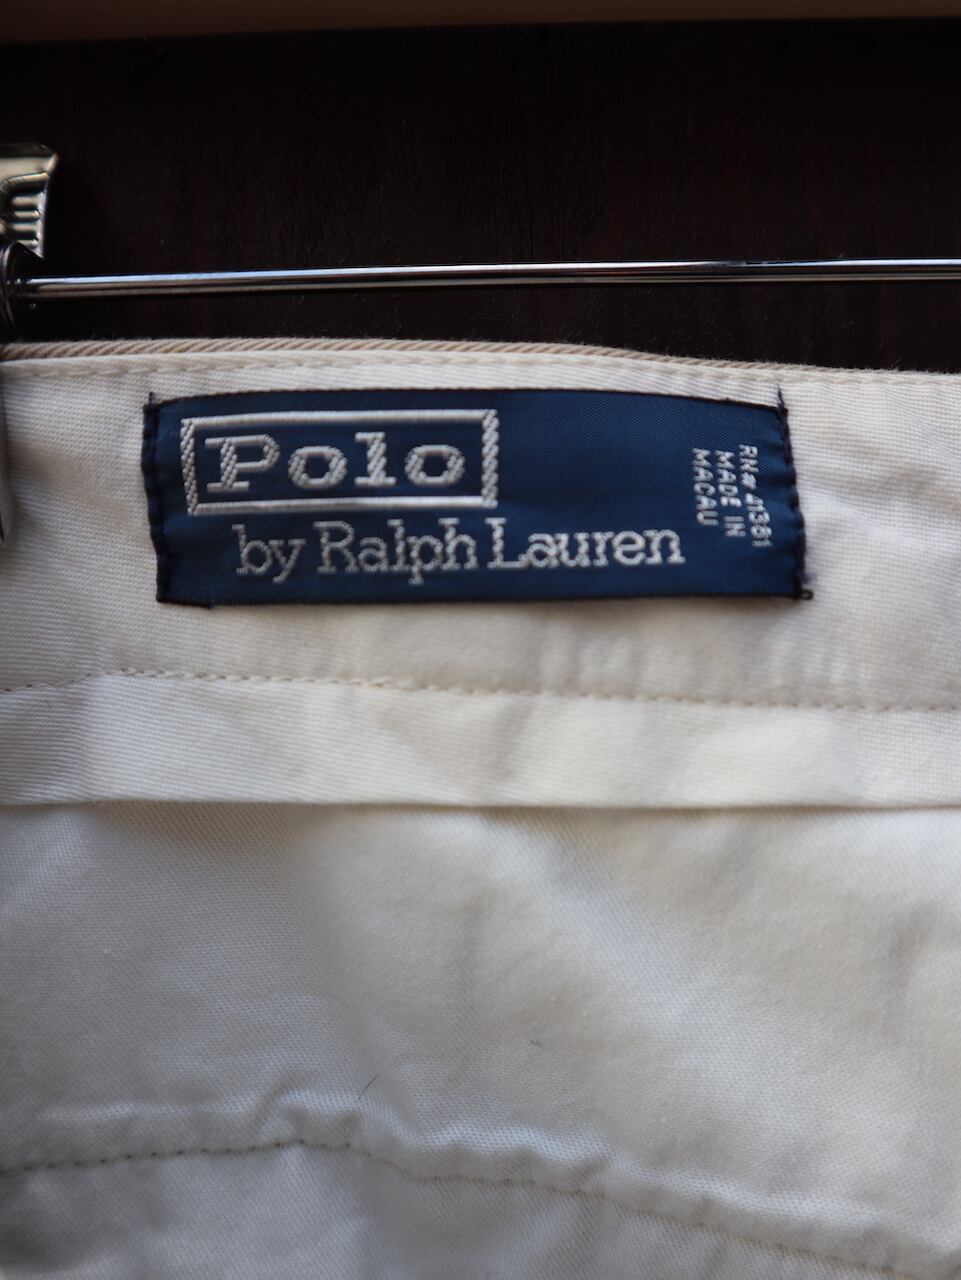 Polo
by Ralph Lauren
RN# 41381
MADE IN
MACAU